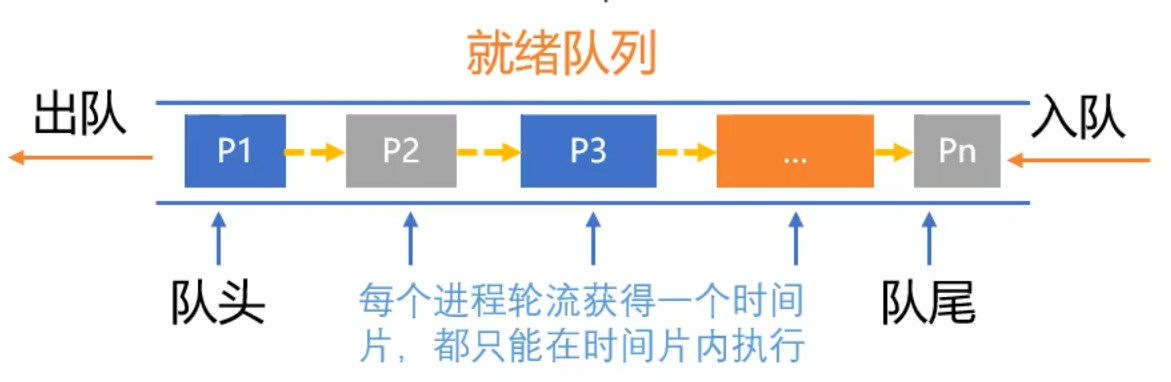 就绪队列
出队
P1
P2
P3
...
Pn
入队
队头
每个进程轮流获得一个时间
片，都只能在时间片内执行
队尾